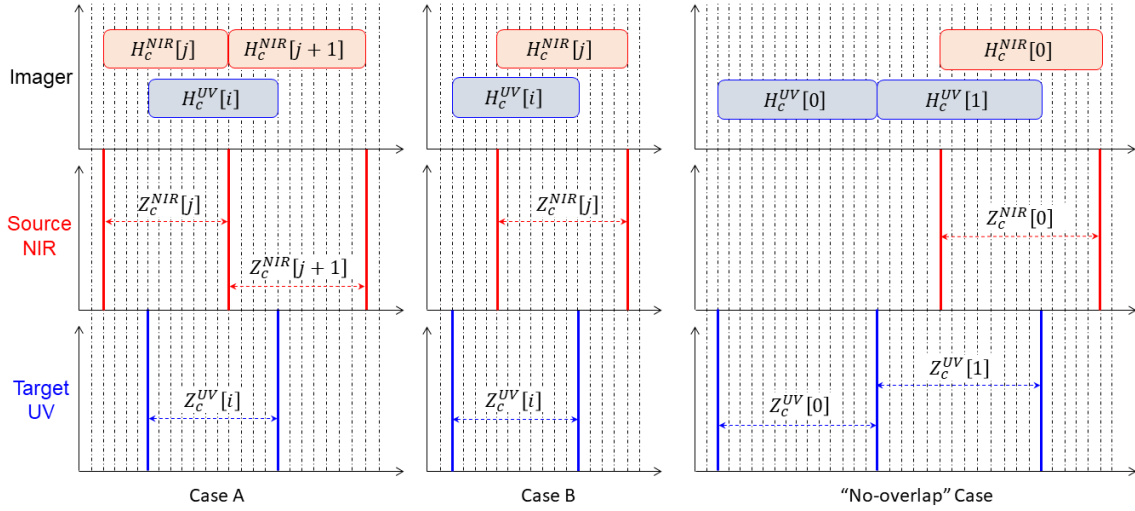 Imager
H_c^{NIR}[j]
H_c^{NIR}[j + 1]
H_c^{UV}[i]
H_c^{NIR}[j]
H_c^{UV}[i]
H_c^{NIR}[0]
H_c^{UV}[0]
H_c^{UV}[1]
Source
NIR
Z_c^{NIR}[j]
Z_c^{NIR}[j + 1]
Z_c^{NIR}[j]
Z_c^{NIR}[0]
Target
UV
Z_c^{UV}[i]
Z_c^{UV}[i]
Z_c^{UV}[1]
Z_c^{UV}[0]
Case A
Case B
“No-overlap” Case